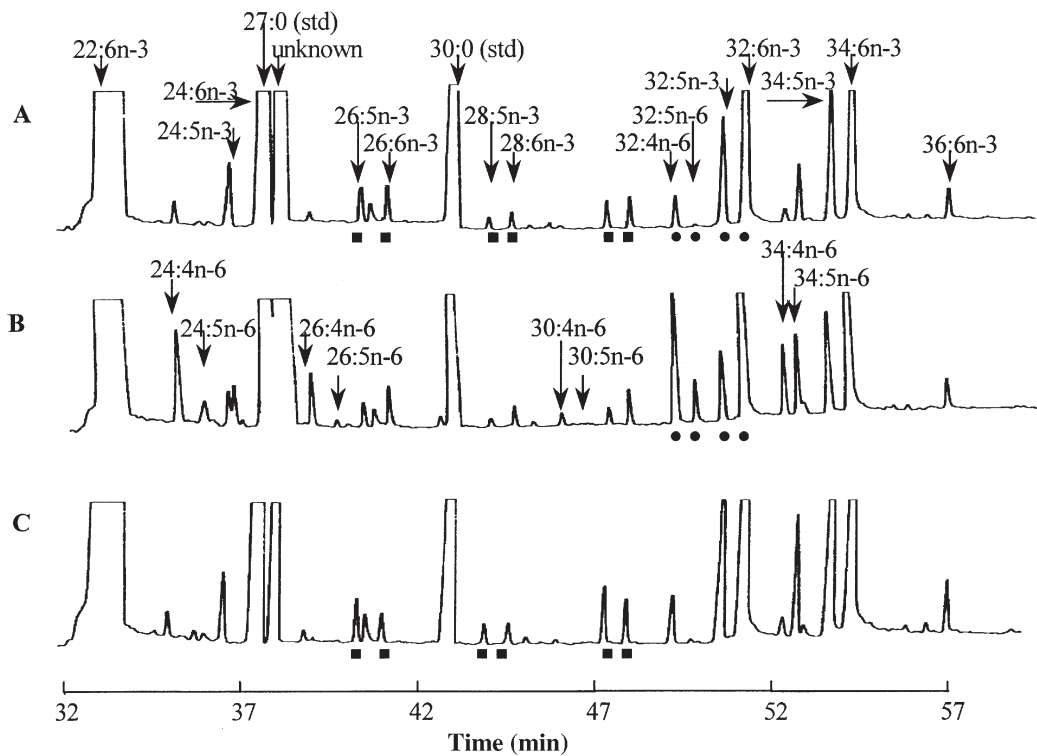 27:0 (std)
unknown
22:6n-3
30:0 (std)
32:6n-3
34:6n-3
24:6n-3
32:5n-3
34:5n-3
A
26:5n-3
28:5n-3
32:5n-6
24:5n-3
26:6n-3
28:6n-3
32:4n-6
36:6n-3
34:4n-6
24:4n-6
34:5n-6
B
24:5n-6
26:4n-6
30:4n-6
26:5n-6
30:5n-6
C
32 37 42 47 52 57
Time (min)